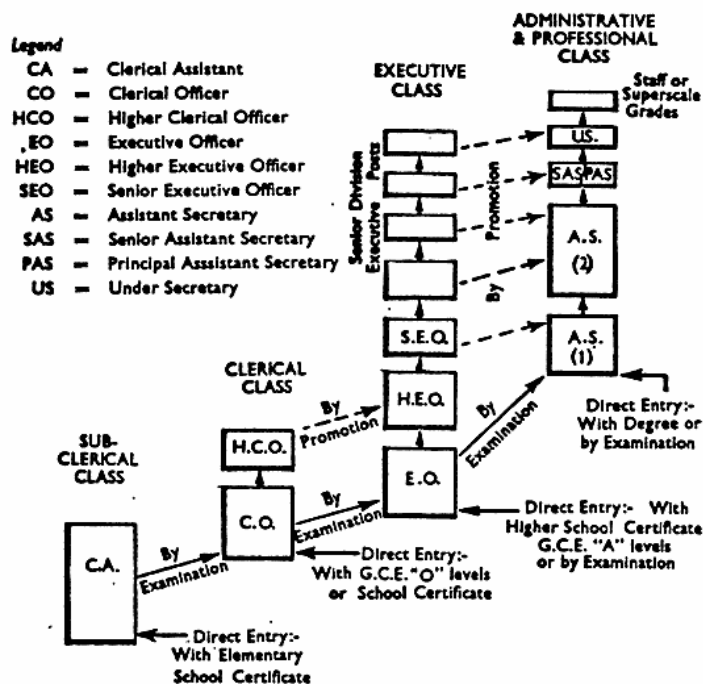 ADMINISTRATIVE
& PROFESSIONAL
CLASS
Staff or
Superscale
Grades
U.S.
SAS PAS
A.S.
(2)
A.S.
(1)
Direct Entry:-
With Degree or
by Examination
Legend
CA = Clerical Assistant
CO = Clerical Officer
HCO = Higher Clerical Officer
EO = Executive Officer
HEO = Higher Executive Officer
SEO = Senior Executive Officer
AS = Assistant Secretary
SAS = Senior Assistant Secretary
PAS = Principal Asssistant Secretary
US = Under Secretary
EXECUTIVE
CLASS
Senior Division
Executive Posts
By Promotion
S.E.O.
H.E.O.
E.O.
By
Examination
Direct Entry:- With
Higher School Certificate
G.C.E. "A" levels
or by Examination
CLERICAL
CLASS
By
Promotion
H.C.O.
C.O.
By
Examination
Direct Entry:-
With G.C.E. "O" levels
or School Certificate
SUB-
CLERICAL
CLASS
C.A.
By
Examination
Direct Entry:-
With Elementary
School Certificate